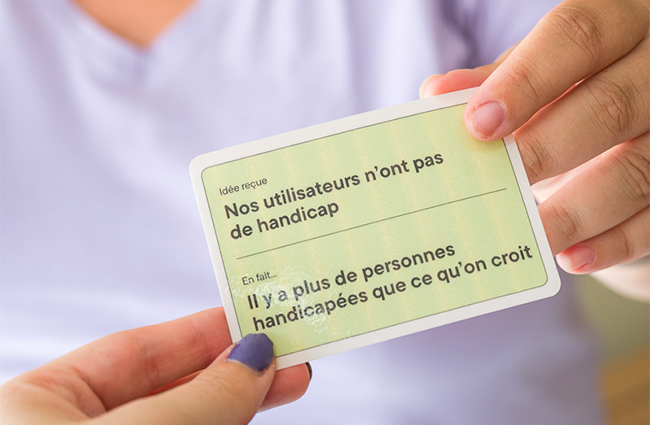 Idée reçue
Nos utilisateurs n’ont pas
de handicap
En fait…
Il y a plus de personnes
handicapées que ce qu’on croit